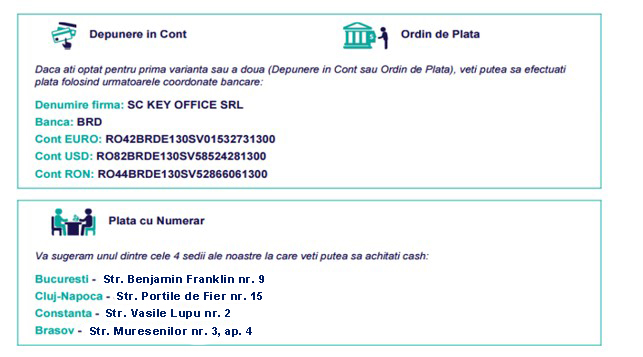 Depunere in Cont
Ordin de Plata
Daca ati optat pentru prima varianta sau a doua (Depunere in Cont sau Ordin de Plata), veti putea sa efectuati
plata folosind urmatoarele coordonate bancare:
Denumire firma: SC KEY OFFICE SRL
Banca: BRD
Cont EURO: RO42BRDE130SV01532731300
Cont USD: RO82BRDE130SV58524281300
Cont RON: RO44BRDE130SV52866061300
Plata cu Numerar
Va sugeram unul dintre cele 4 sedii ale noastre la care veti putea sa achitati cash:
Bucuresti - Str. Benjamin Franklin nr. 9
Cluj-Napoca - Str. Portile de Fier nr. 15
Constanta - Str. Vasile Lupu nr. 2
Brasov - Str. Muresenilor nr. 3, ap. 4